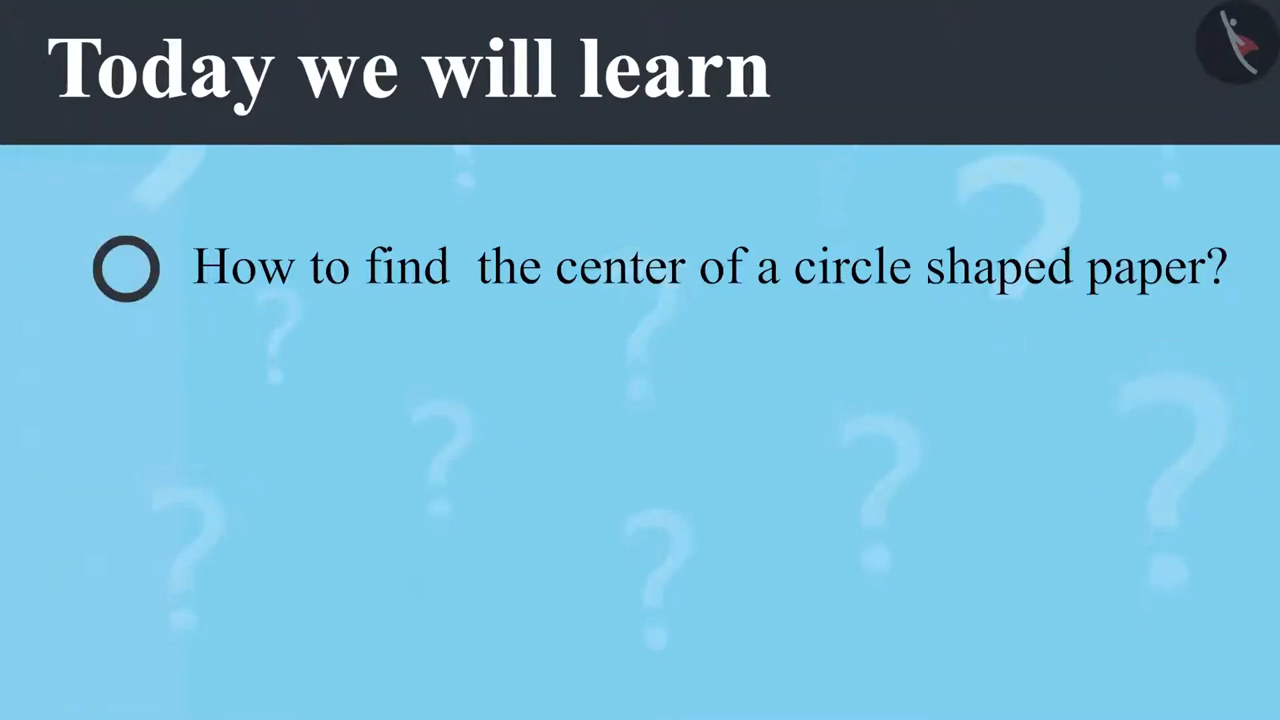 Today we will learn
How to find the center of a circle shaped paper?